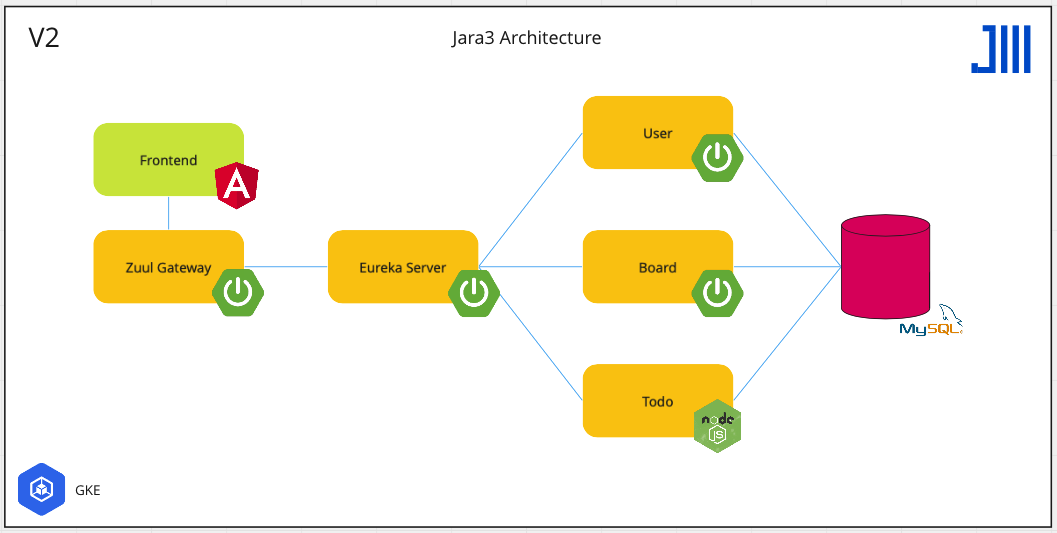 V2
Jara3 Architecture
J
User
Frontend
A
Zuul Gateway
Eureka Server
Board
MySQL
Todo
node
JS
GKE